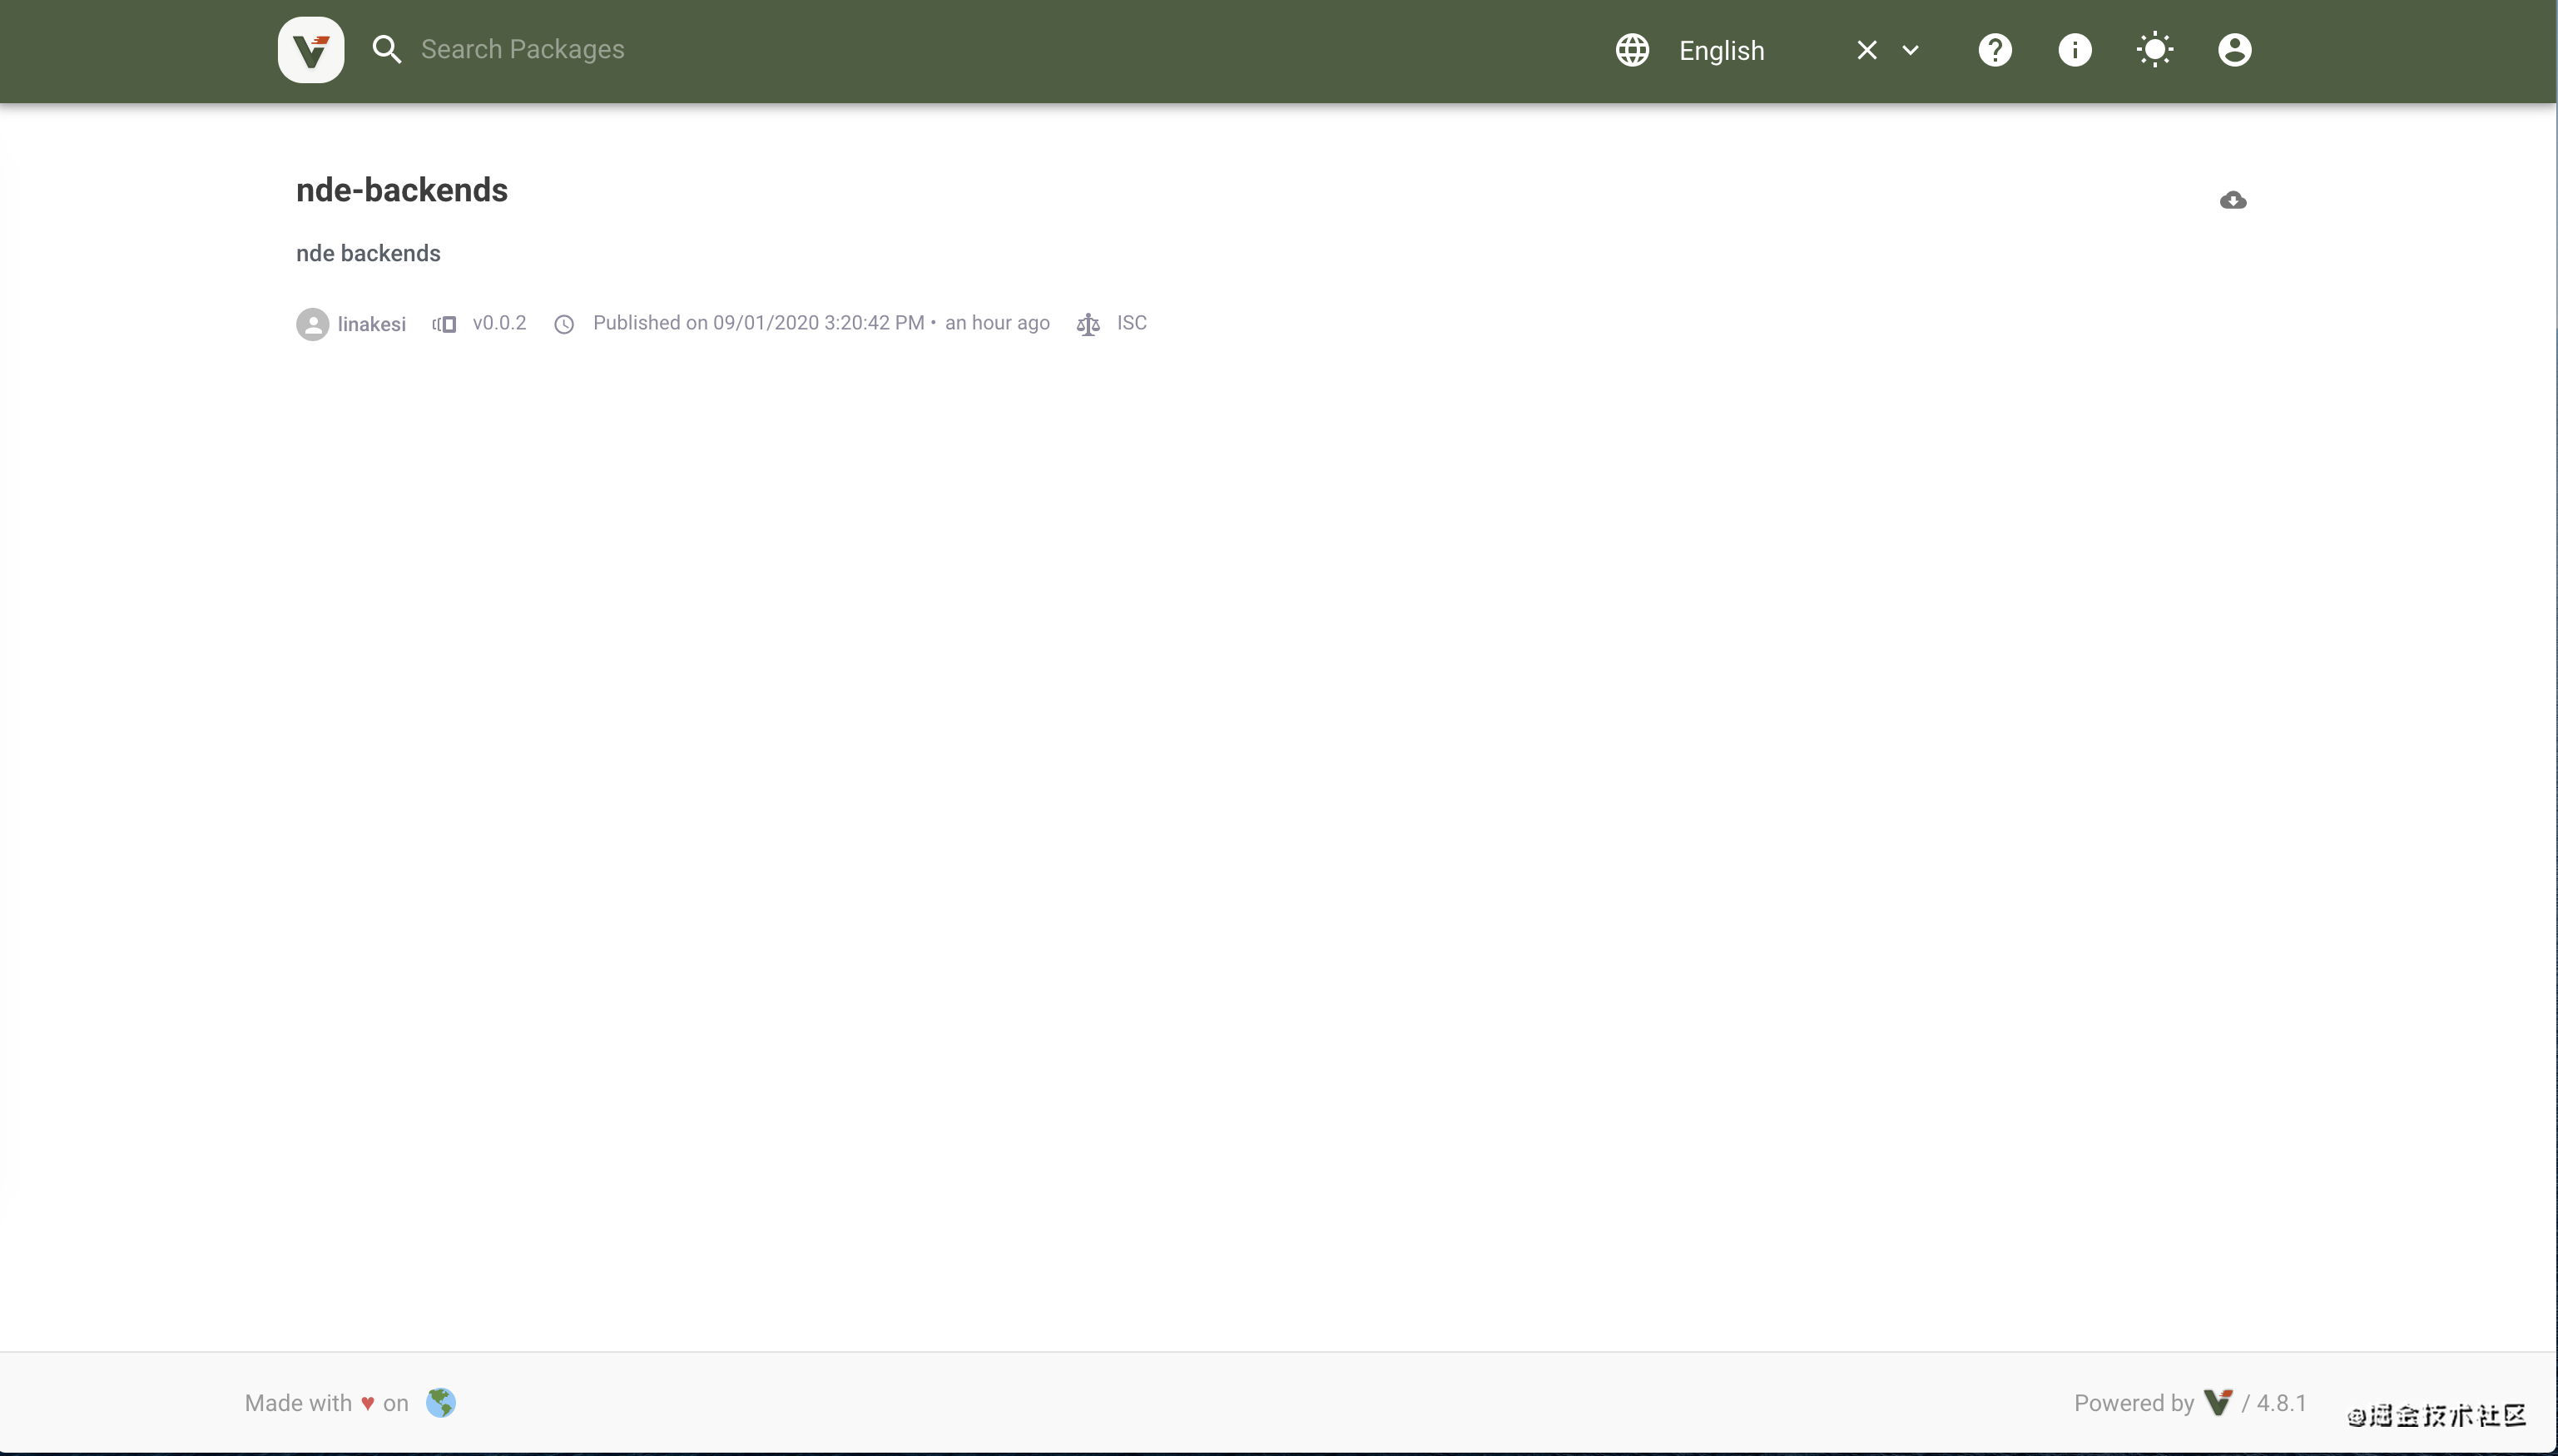 Search Packages English
nde-backends
nde backends
linakesi v0.0.2 Published on 09/01/2020 3:20:42 PM • an hour ago ISC
Made with ♥ on
Powered by / 4.8.1
@掘金技术社区